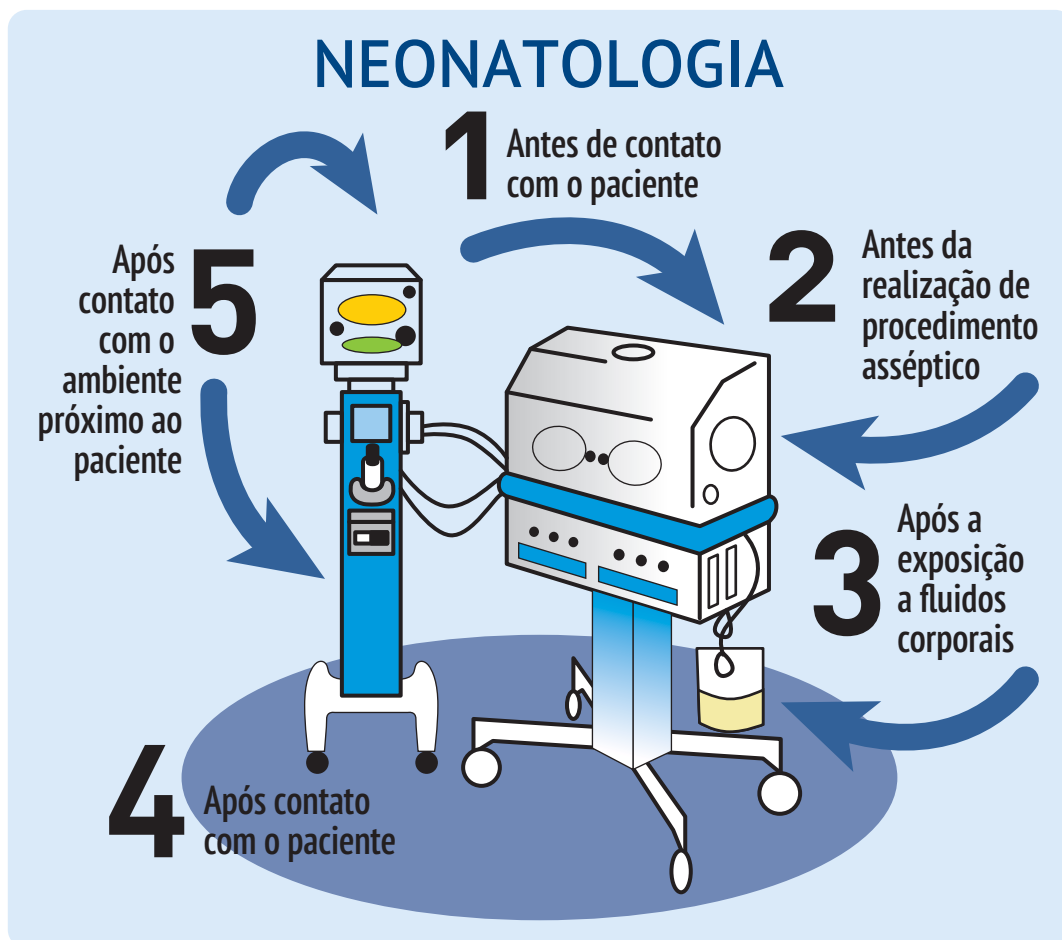 NEONATOLOGIA
1
Antes de contato
com o paciente
2
Antes da
realização de
procedimento
asséptico
3
Após a
exposição
a fluidos
corporais
4
Após contato
com o paciente
5
Após
contato
com o
ambiente
próximo ao
paciente